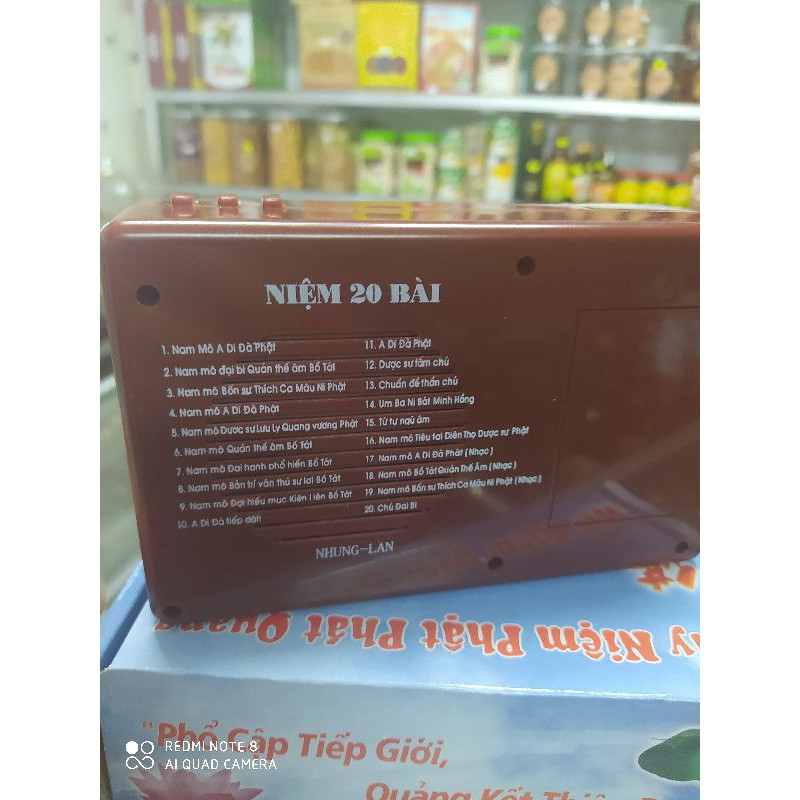 NIỆM 20 BÀI
1. Nam Mô A Di Đà Phật
2. Nam mô đại bi Quán thế âm Bồ Tát
3. Nam mô Bổn sư Thích Ca Mâu Ni Phật
4. Nam mô A Di Đà Phật
5. Nam mô Dược sư Lưu Ly Quang vương Phật
6. Nam mô Quán thế âm Bồ Tát
7. Nam mô Đai hanh phổ hiền Bồ Tát
8. Nam mô Bản trí văn thù sư lợi Bồ Tát
9. Nam mô Đại hiếu mục Kiên liên Bồ Tát
10. A Di Đà tiếp dẫn
11. A Di Đà Phật
12. Dược sư tâm chú
13. Chuẩn đề thần chú
14. Um Ba Ni Bát Minh Hồng
15. Tứ tự ngũ âm
16. Nam mô Tiêu tai Diên Thọ Dược sư Phật
17. Nam mô A Di Đà Phật (Nhạc)
18. Nam mô Bồ Tát Quán Thế Âm (Nhạc)
19. Nam mô Bổn sư Thích Ca Mâu Ni Phật (Nhạc)
20. Chú Đai Bi
NHUNG-LAN
Niệm Phật Phát Quang
"Phổ Cập Tiếp Giới,
Quảng Kết
REDMI NOTE 8
AI QUAD CAMERA